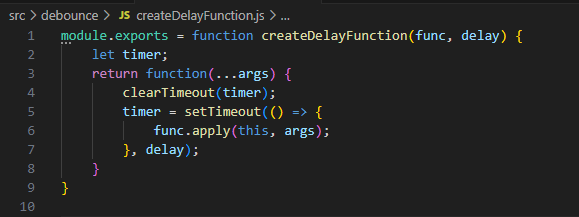 src > debounce > JS createDelayFunction.js > ...
1 module.exports = function createDelayFunction(func, delay) {
2     let timer;
3     return function(...args) {
4         clearTimeout(timer);
5         timer = setTimeout(() => {
6             func.apply(this, args);
7         }, delay);
8     }
9 }
10